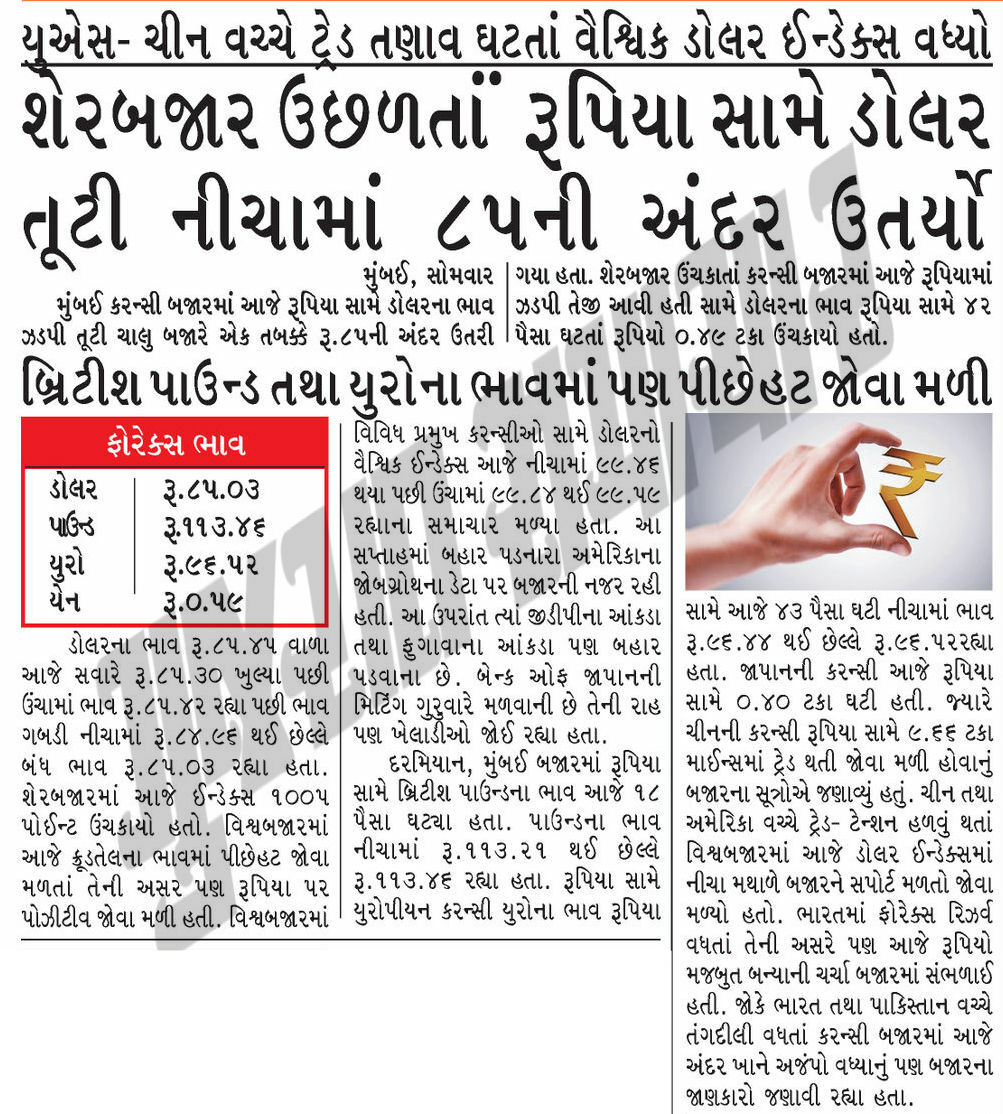 યુએસ- ચીન વચ્ચે ટ્રેડ તણાવ ઘટતાં વૈશ્વિક ડોલર ઈન્ડેક્સ વધ્યો
શેરબજાર ઉછળતાં રૂપિયા સામે ડોલર
તૂટી નીચામાં ૮૫ની અંદર ઉતર્યો
મુંબઈ, સોમવાર
મુંબઈ કરન્સી બજારમાં આજે રૂપિયા સામે ડોલરના ભાવ
ઝડપી તૂટી ચાલુ બજારે એક તબક્કે રૂ.૮૫ની અંદર ઉતરી
ગયા હતા. શેરબજાર ઉંચકાતાં કરન્સી બજારમાં આજે રૂપિયામાં
ઝડપી તેજી આવી હતી સામે ડોલરના ભાવ રૂપિયા સામે ૪૨
પૈસા ઘટતાં રૂપિયો ૦.૪૯ ટકા ઉંચકાયો હતો.
બ્રિટીશ પાઉન્ડ તથા યુરોના ભાવમાં પણ પીછેહટ જોવા મળી
ફોરેક્સ ભાવ
ડોલર રૂ.૮૫.૦૩
પાઉન્ડ રૂ.૧૧૩.૪૬
યુરો રૂ.૯૬.૫૨
યેન રૂ.૦.૫૯
ડોલરના ભાવ રૂ.૮૫.૪૫ વાળા
આજે સવારે રૂ.૮૫.૩૦ ખુલ્યા પછી
ઉંચામાં ભાવ રૂ.૮૫.૪૨ રહ્યા પછી ભાવ
ગબડી નીચામાં રૂ.૮૪.૯૬ થઈ છેલ્લે
બંધ ભાવ રૂ.૮૫.૦૩ રહ્યા હતા.
શેરબજારમાં આજે ઈન્ડેક્સ ૧૦૦૫
પોઈન્ટ ઉંચકાયો હતો. વિશ્વબજારમાં
આજે ક્રૂડતેલના ભાવમાં પીછેહટ જોવા
મળતાં તેની અસર પણ રૂપિયા પર
પોઝીટીવ જોવા મળી હતી. વિશ્વબજારમાં
વિવિધ પ્રમુખ કરન્સીઓ સામે ડોલરનો
વૈશ્વિક ઈન્ડેક્સ આજે નીચામાં ૯૯.૪૬
થયા પછી ઉંચામાં ૯૯.૮૪ થઈ ૯૯.૫૯
રહ્યાના સમાચાર મળ્યા હતા. આ
સપ્તાહમાં બહાર પડનારા અમેરિકાના
જોબગ્રોથના ડેટા પર બજારની નજર રહી
હતી. આ ઉપરાંત ત્યાં જીડીપીના આંકડા
તથા ફુગાવાના આંકડા પણ બહાર
પડવાના છે. બેન્ક ઓફ જાપાનની
મિટિંગ ગુરુવારે મળવાની છે તેની રાહ
પણ ખેલાડીઓ જોઈ રહ્યા હતા.
દરમિયાન, મુંબઈ બજારમાં રૂપિયા
સામે બ્રિટીશ પાઉન્ડના ભાવ આજે ૧૮
પૈસા ઘટ્યા હતા. પાઉન્ડના ભાવ
નીચામાં રૂ.૧૧૩.૨૧ થઈ છેલ્લે
રૂ.૧૧૩.૪૬ રહ્યા હતા. રૂપિયા સામે
યુરોપીયન કરન્સી યુરોના ભાવ રૂપિયા
સામે આજે ૪૩ પૈસા ઘટી નીચામાં ભાવ
રૂ.૯૬.૪૪ થઈ છેલ્લે રૂ.૯૬.૫૨રહ્યા
હતા. જાપાનની કરન્સી આજે રૂપિયા
સામે ૦.૪૦ ટકા ઘટી હતી. જ્યારે
ચીનની કરન્સી રૂપિયા સામે ૯.૬૬ ટકા
માઈન્સમાં ટ્રેડ થતી જોવા મળી હોવાનું
બજારના સૂત્રોએ જણાવ્યું હતું. ચીન તથા
અમેરિકા વચ્ચે ટ્રેડ- ટેન્શન હળવું થતાં
વિશ્વબજારમાં આજે ડોલર ઈન્ડેક્સમાં
નીચા મથાળે બજારને સપોર્ટ મળતો જોવા
મળ્યો હતો. ભારતમાં ફોરેક્સ રિઝર્વ
વધતાં તેની અસરે પણ આજે રૂપિયો
મજબુત બન્યાની ચર્ચા બજારમાં સંભળાઈ
હતી. જોકે ભારત તથા પાકિસ્તાન વચ્ચે
તંગદીલી વધતાં કરન્સી બજારમાં આજે
અંદર ખાને અજંપો વધ્યાનું પણ બજારના
જાણકારો જણાવી રહ્યા હતા.